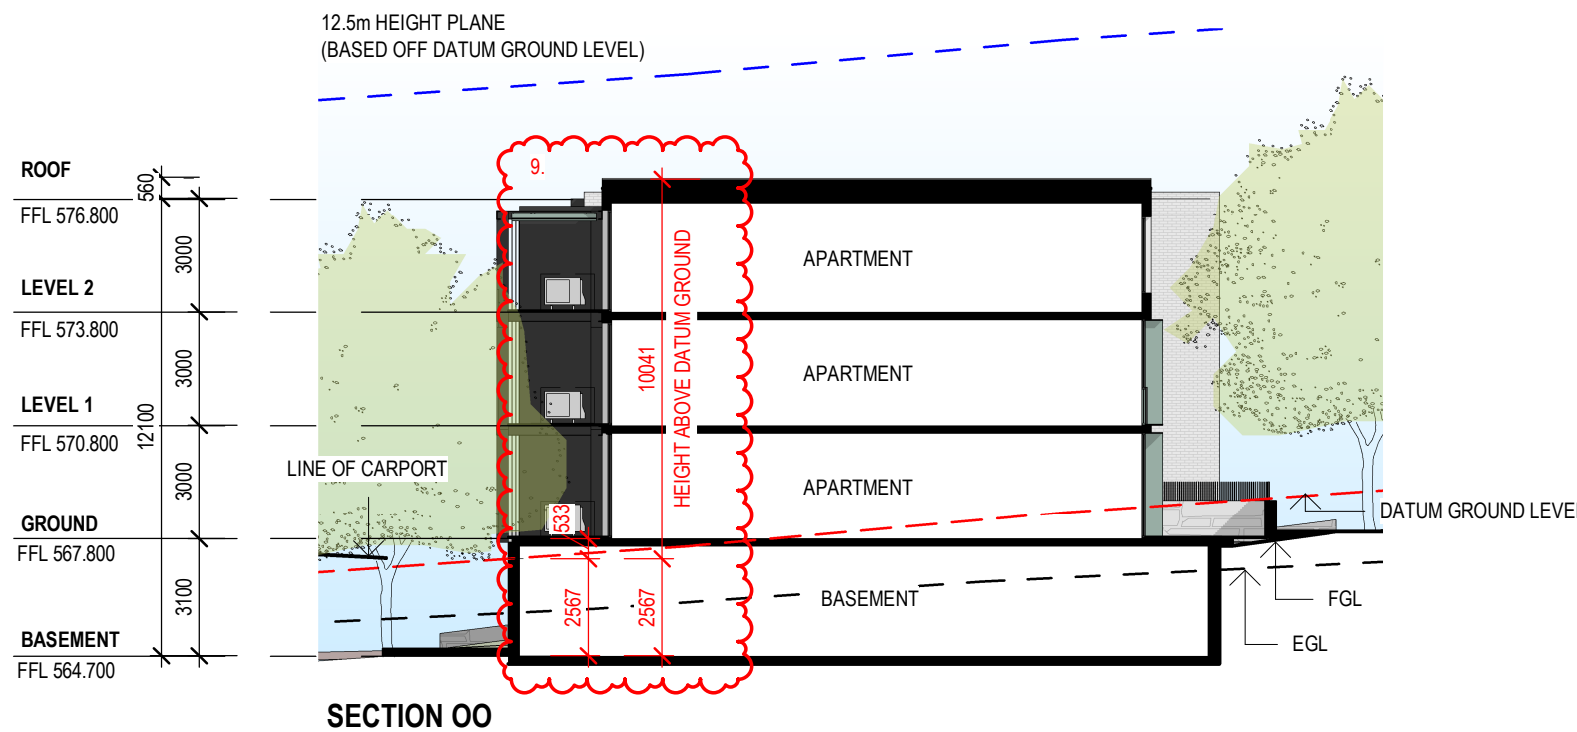 12.5m HEIGHT PLANE
(BASED OFF DATUM GROUND LEVEL)
9.
ROOF
FFL 576.800
560
3000
LEVEL 2
FFL 573.800
3000
LEVEL 1
FFL 570.800
12100
3000
GROUND
FFL 567.800
3100
BASEMENT
FFL 564.700
LINE OF CARPORT
APARTMENT
APARTMENT
APARTMENT
BASEMENT
10041
HEIGHT ABOVE DATUM GROUND
533
2567
2567
DATUM GROUND LEVEL
FGL
EGL
SECTION OO